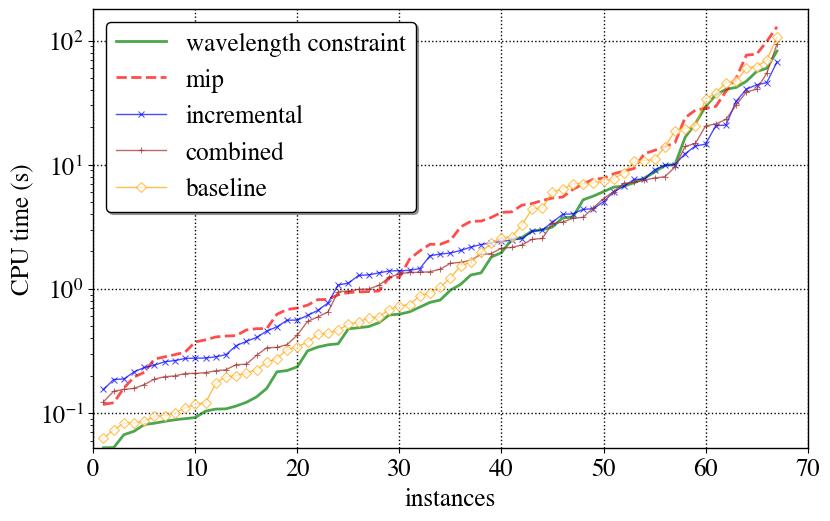 wavelength constraint
mip
incremental
combined
baseline
CPU time (s)
10²
10¹
10⁰
10⁻¹
0 10 20 30 40 50 60 70
instances